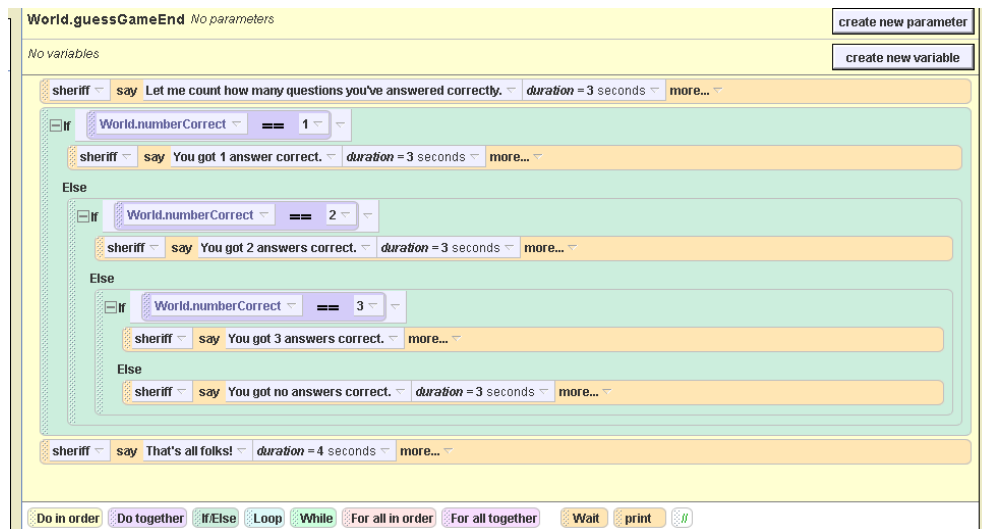 World.guessGameEnd No parameters create new parameter
No variables create new variable
sheriff say Let me count how many questions you've answered correctly. duration = 3 seconds more...
If World.numberCorrect == 1
sheriff say You got 1 answer correct. duration = 3 seconds more...
Else
If World.numberCorrect == 2
sheriff say You got 2 answers correct. duration = 3 seconds more...
Else
If World.numberCorrect == 3
sheriff say You got 3 answers correct. more...
Else
sheriff say You got no answers correct. duration = 3 seconds more...
sheriff say That's all folks! duration = 4 seconds more...
Do in order Do together If/Else Loop While For all in order For all together Wait print //